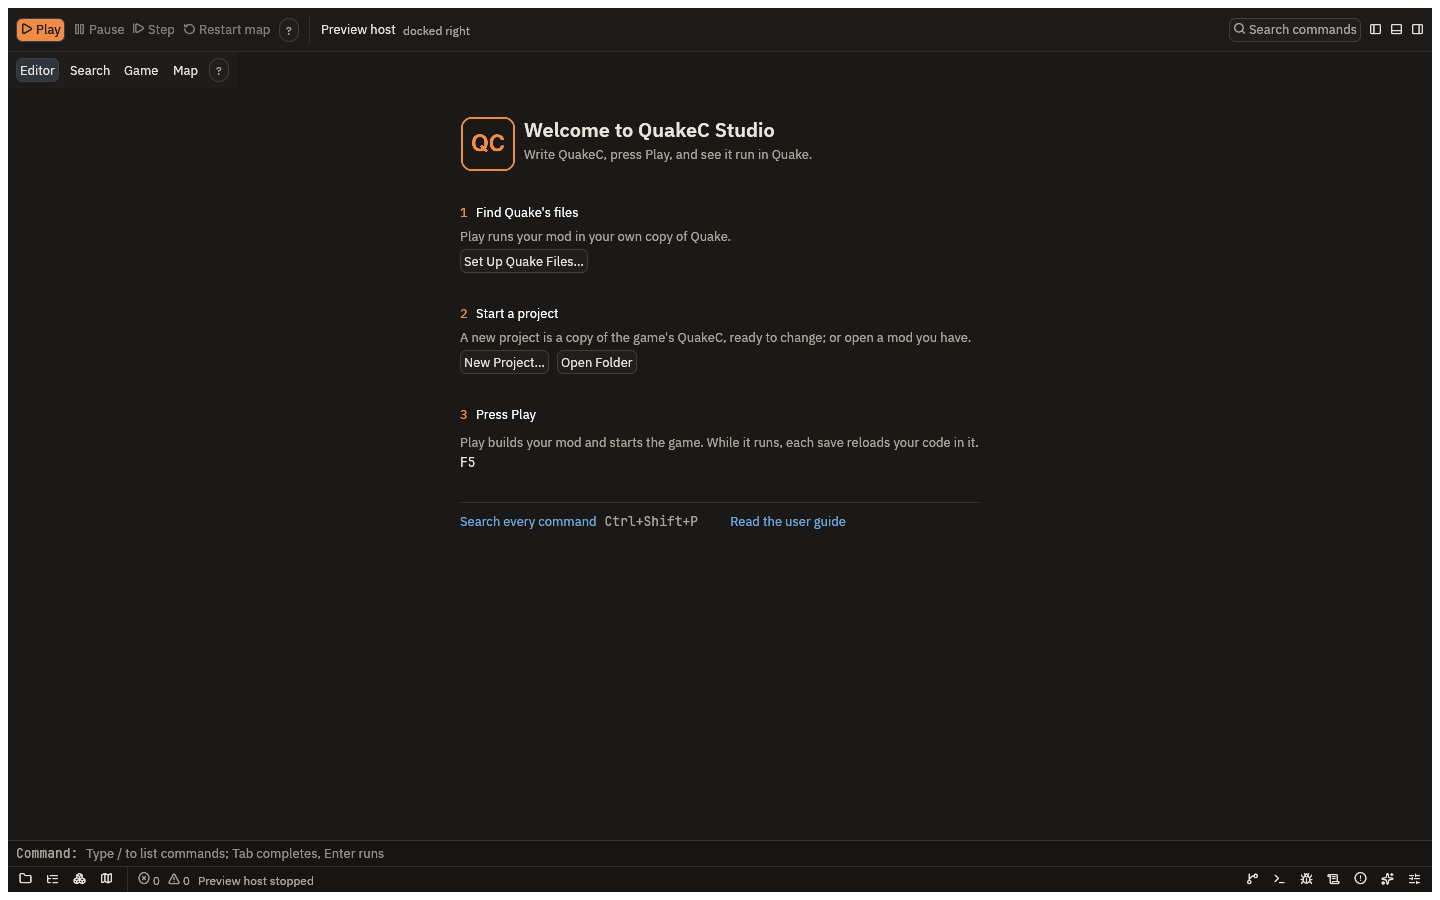 Play Pause Step Restart map ? Preview host docked right Search commands
Editor Search Game Map ?
QC
Welcome to QuakeC Studio
Write QuakeC, press Play, and see it run in Quake.
1 Find Quake's files
Play runs your mod in your own copy of Quake.
Set Up Quake Files...
2 Start a project
A new project is a copy of the game's QuakeC, ready to change; or open a mod you have.
New Project... Open Folder
3 Press Play
Play builds your mod and starts the game. While it runs, each save reloads your code in it.
F5
Search every command Ctrl+Shift+P Read the user guide
Command: Type / to list commands; Tab completes, Enter runs
0 0 Preview host stopped